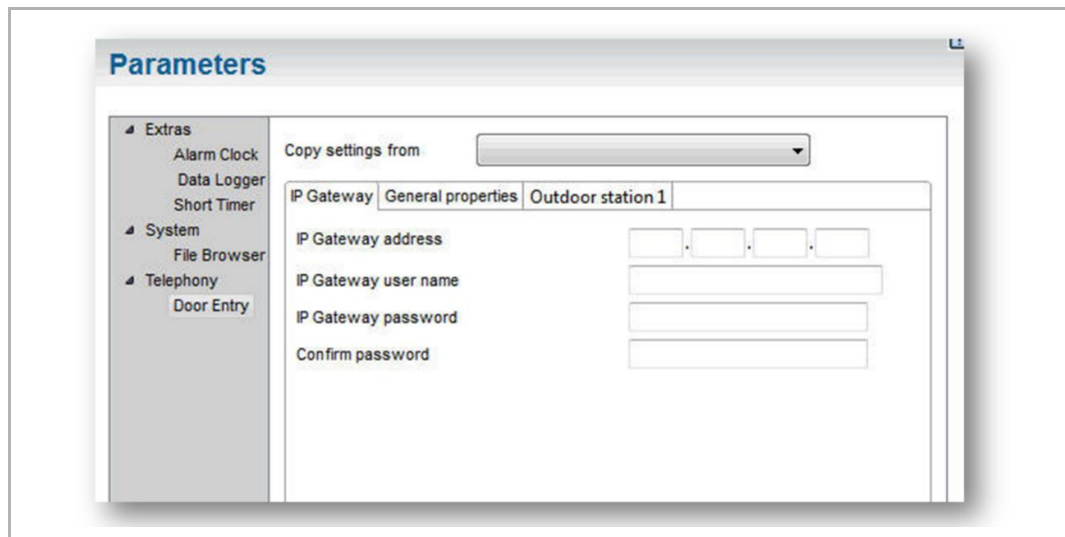 Parameters
Extras
Alarm Clock
Data Logger
Short Timer
System
File Browser
Telephony
Door Entry
Copy settings from
IP Gateway General properties Outdoor station 1
IP Gateway address . . .
IP Gateway user name
IP Gateway password
Confirm password